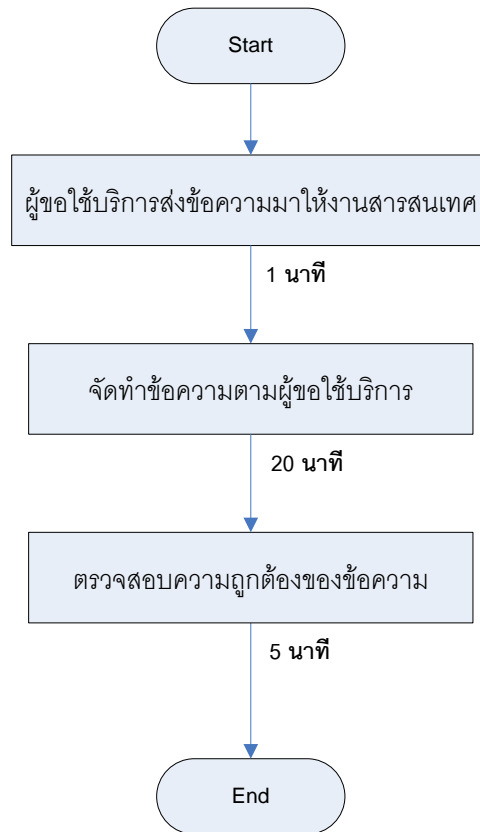 Start
ผู้ขอใช้บริการส่งข้อความมาให้งานสารสนเทศ
1 นาที
จัดทำข้อความตามผู้ขอใช้บริการ
20 นาที
ตรวจสอบความถูกต้องของข้อความ
5 นาที
End